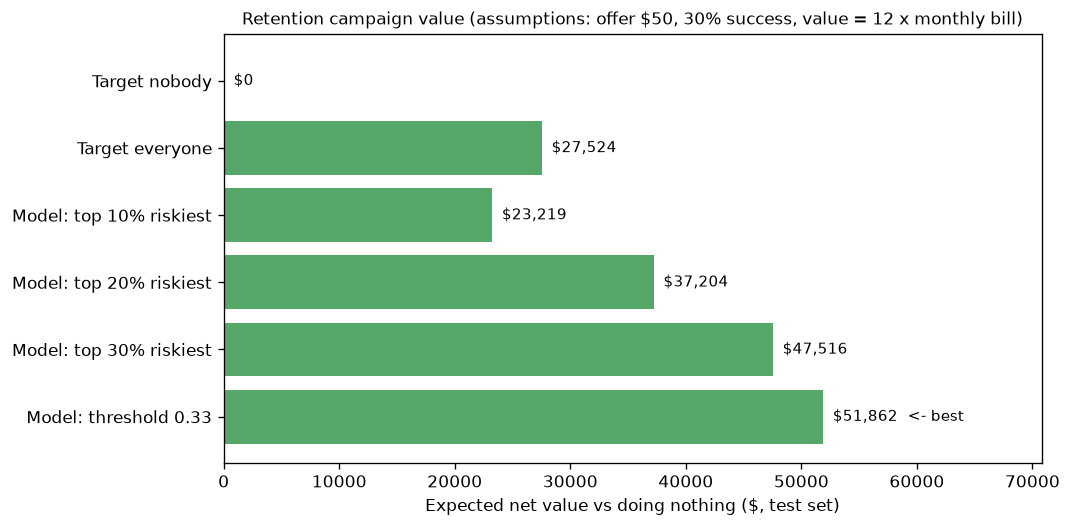 Retention campaign value (assumptions: offer $50, 30% success, value = 12 x monthly bill)
Target nobody $0
Target everyone $27,524
Model: top 10% riskiest $23,219
Model: top 20% riskiest $37,204
Model: top 30% riskiest $47,516
Model: threshold 0.33 $51,862 <- best
0 10000 20000 30000 40000 50000 60000 70000
Expected net value vs doing nothing ($, test set)